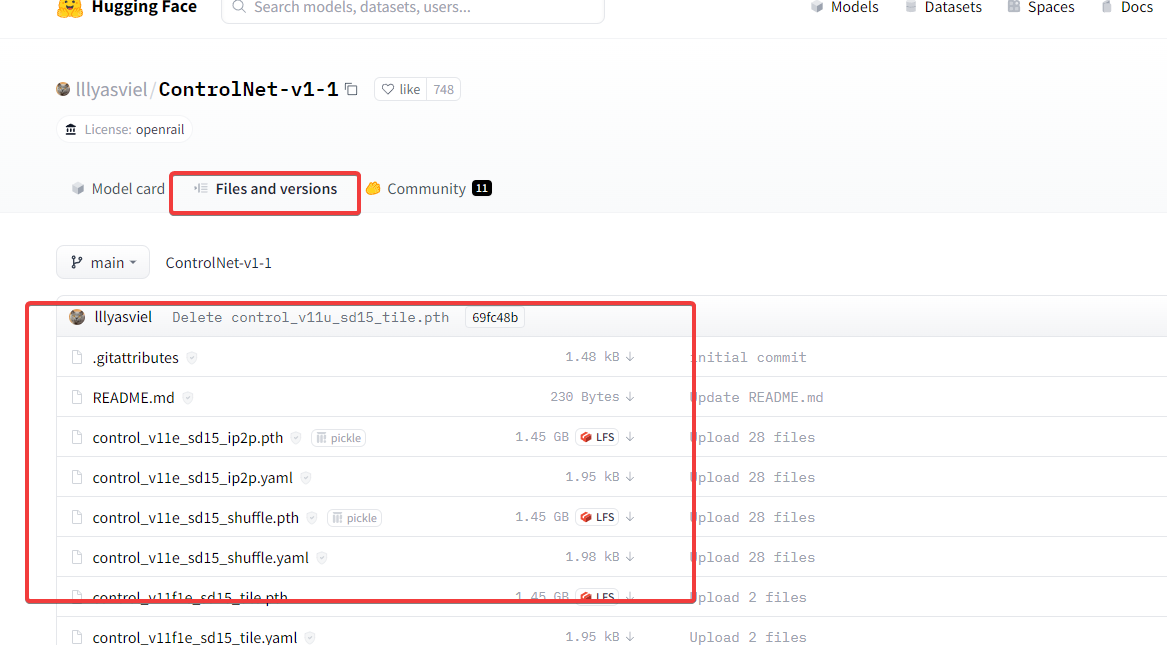 Hugging Face Search models, datasets, users... Models Datasets Spaces Docs
lllyasviel/ControlNet-v1-1 like 748
License: openrail
Model card Files and versions Community 11
main ControlNet-v1-1
lllyasviel Delete control_v11u_sd15_tile.pth 69fc48b
.gitattributes 1.48 kB initial commit
README.md 230 Bytes Update README.md
control_v11e_sd15_ip2p.pth pickle 1.45 GB LFS Upload 28 files
control_v11e_sd15_ip2p.yaml 1.95 kB Upload 28 files
control_v11e_sd15_shuffle.pth pickle 1.45 GB LFS Upload 28 files
control_v11e_sd15_shuffle.yaml 1.98 kB Upload 28 files
control_v11f1e_sd15_tile.pth 1.45 GB LFS Upload 2 files
control_v11f1e_sd15_tile.yaml 1.95 kB Upload 2 files